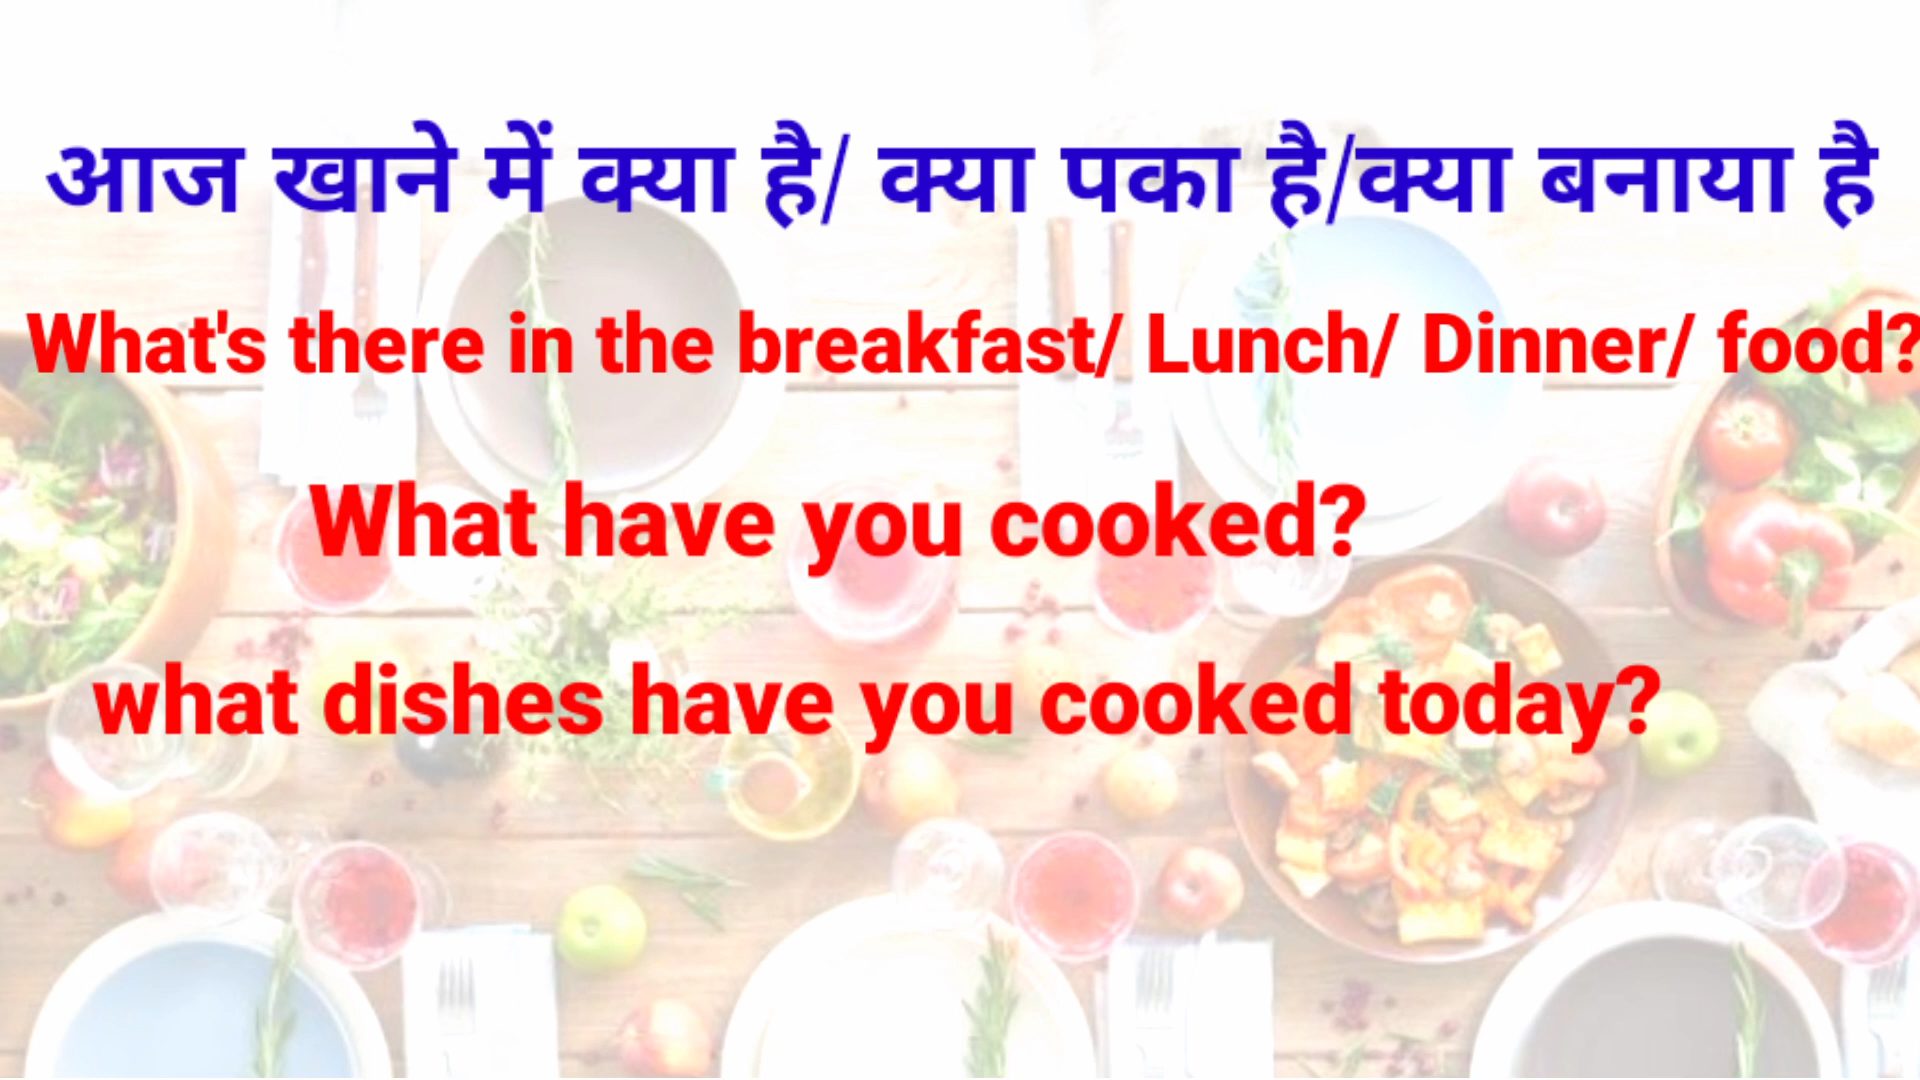 आज खाने में क्या है/ क्या पका है/क्या बनाया है
What's there in the breakfast/ Lunch/ Dinner/ food?
What have you cooked?
what dishes have you cooked today?